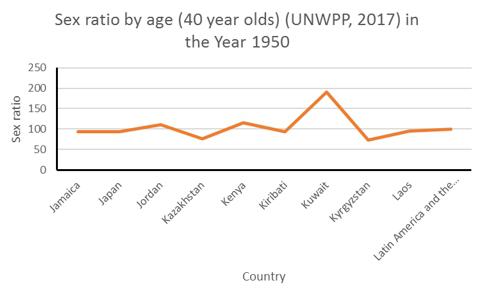 Sex ratio by age (40 year olds) (UNWPP, 2017) in
the Year 1950
250
200
150
100
50
0
Sex ratio
Jamaica
Japan
Jordan
Kazakhstan
Kenya
Kiribati
Kuwait
Kyrgyzstan
Laos
Latin America and the...
Country